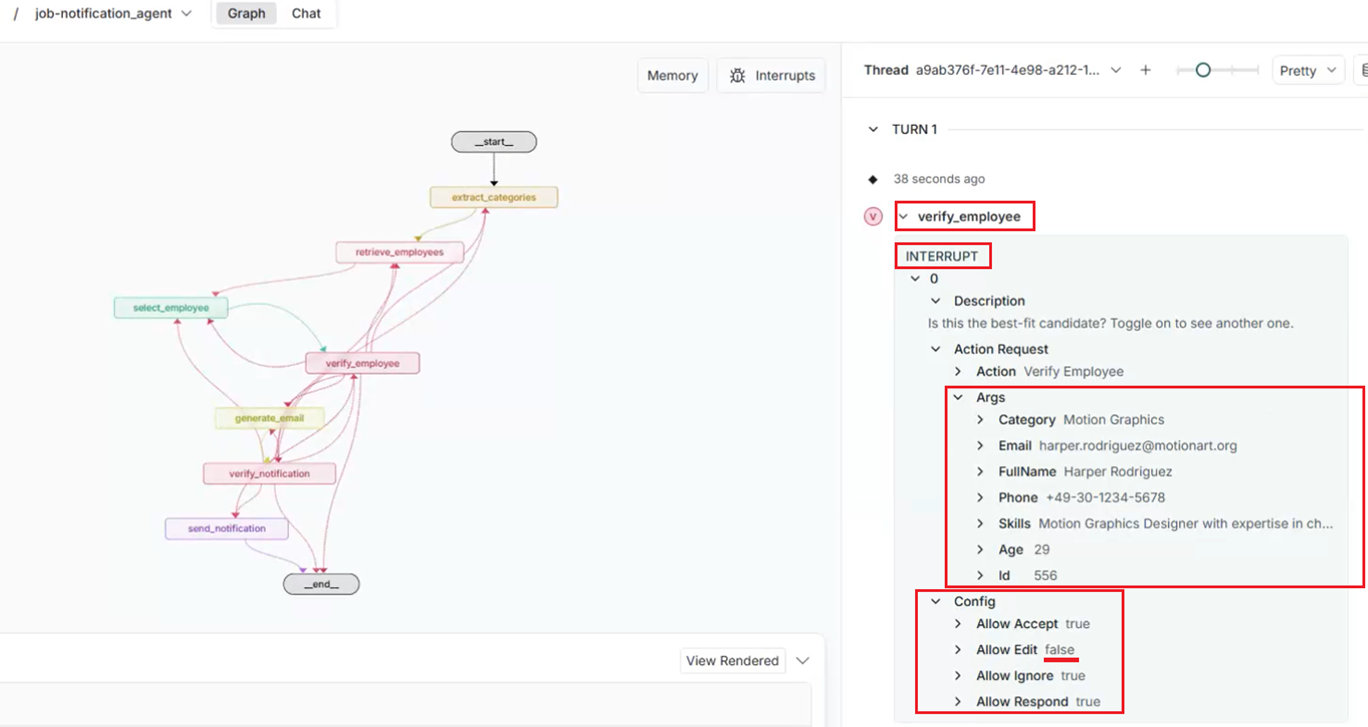 / job-notification_agent
Graph Chat
Memory
Interrupts
__start__
extract_categories
retrieve_employees
select_employee
verify_employee
generate_email
verify_notification
send_notification
__end__
View Rendered
Thread a9ab376f-7e11-4e98-a212-1... +
Pretty
TURN 1
38 seconds ago
V verify_employee
INTERRUPT
0
Description
Is this the best-fit candidate? Toggle on to see another one.
Action Request
Action Verify Employee
Args
Category Motion Graphics
Email harper.rodriguez@motionart.org
FullName Harper Rodriguez
Phone +49-30-1234-5678
Skills Motion Graphics Designer with expertise in ch...
Age 29
Id 556
Config
Allow Accept true
Allow Edit false
Allow Ignore true
Allow Respond true